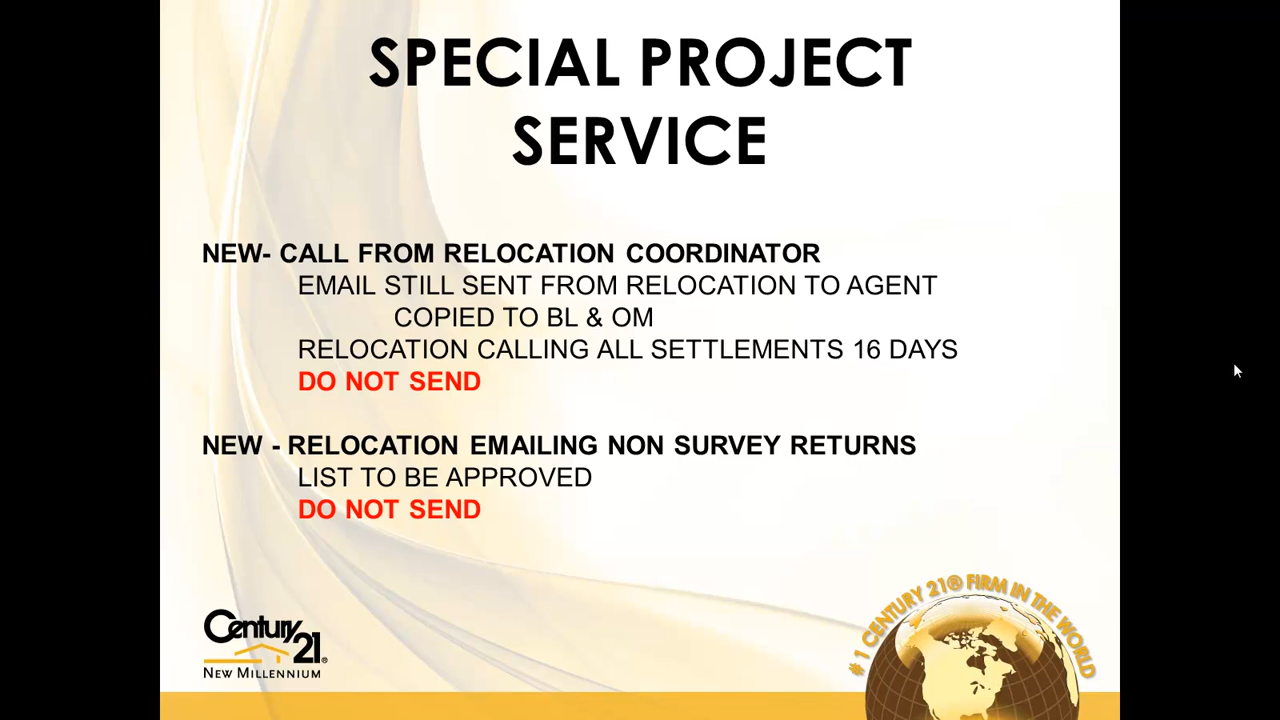 SPECIAL PROJECT
SERVICE
NEW- CALL FROM RELOCATION COORDINATOR
EMAIL STILL SENT FROM RELOCATION TO AGENT
COPIED TO BL & OM
RELOCATION CALLING ALL SETTLEMENTS 16 DAYS
DO NOT SEND
NEW - RELOCATION EMAILING NON SURVEY RETURNS
LIST TO BE APPROVED
DO NOT SEND
Century 21®
NEW MILLENNIUM
# 1 CENTURY 21® FIRM IN THE WORLD